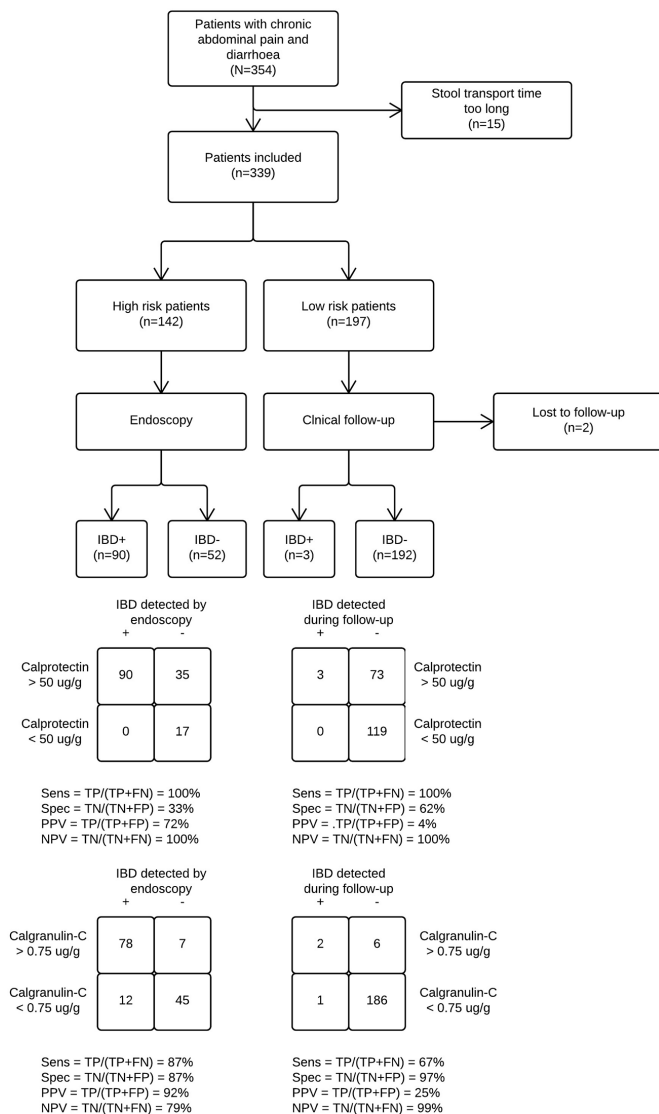 Patients with chronic
abdominal pain and
diarrhoea
(N=354)
Stool transport time
too long
(n=15)
Patients included
(n=339)
High risk patients
(n=142)
Low risk patients
(n=197)
Endoscopy
Clnical follow-up
Lost to follow-up
(n=2)
IBD+
(n=90)
IBD-
(n=52)
IBD+
(n=3)
IBD-
(n=192)
IBD detected by
endoscopy
+ -
Calprotectin
> 50 ug/g
90 35
Calprotectin
< 50 ug/g
0 17
IBD detected
during follow-up
+ -
3 73
Calprotectin
> 50 ug/g
0 119
Calprotectin
< 50 ug/g
Sens = TP/(TP+FN) = 100%
Spec = TN/(TN+FP) = 33%
PPV = TP/(TP+FP) = 72%
NPV = TN/(TN+FN) = 100%
Sens = TP/(TP+FN) = 100%
Spec = TN/(TN+FP) = 62%
PPV = .TP/(TP+FP) = 4%
NPV = TN/(TN+FN) = 100%
IBD detected by
endoscopy
+ -
Calgranulin-C
> 0.75 ug/g
78 7
Calgranulin-C
< 0.75 ug/g
12 45
IBD detected
during follow-up
+ -
2 6
Calgranulin-C
> 0.75 ug/g
1 186
Calgranulin-C
< 0.75 ug/g
Sens = TP/(TP+FN) = 87%
Spec = TN/(TN+FP) = 87%
PPV = TP/(TP+FP) = 92%
NPV = TN/(TN+FN) = 79%
Sens = TP/(TP+FN) = 67%
Spec = TN/(TN+FP) = 97%
PPV = TP/(TP+FP) = 25%
NPV = TN/(TN+FN) = 99%